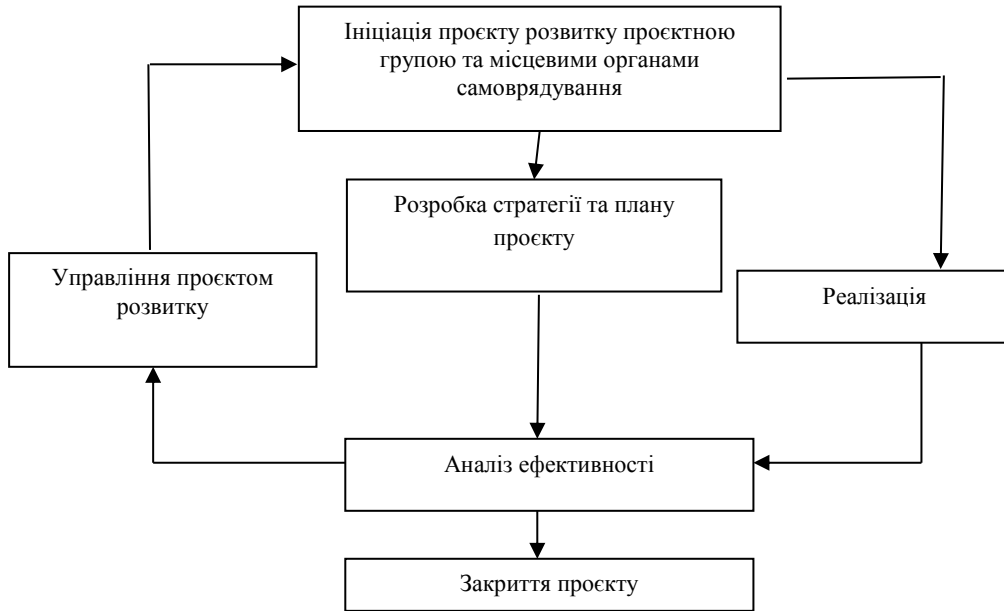 Ініціація проєкту розвитку проєктною
групою та місцевими органами
самоврядування
Розробка стратегії та плану
проєкту
Управління проєктом
розвитку
Реалізація
Аналіз ефективності
Закриття проєкту